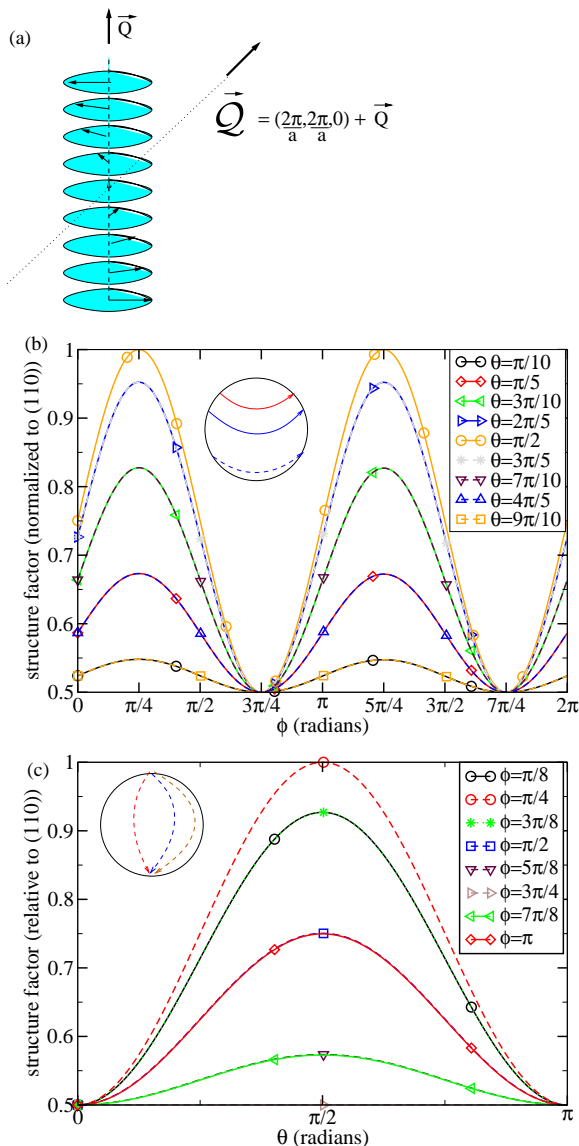 (a)
Q
Q = (2π/a, 2π/a, 0) + Q
(b)
structure factor (normalized to (110))
1
0.9
0.8
0.7
0.6
0.5
θ=π/10
θ=π/5
θ=3π/10
θ=2π/5
θ=π/2
θ=3π/5
θ=7π/10
θ=4π/5
θ=9π/10
0 π/4 π/2 3π/4 π 5π/4 3π/2 7π/4 2π
ϕ (radians)
(c)
structure factor (relative to (110))
1
0.9
0.8
0.7
0.6
0.5
ϕ=π/8
ϕ=π/4
ϕ=3π/8
ϕ=π/2
ϕ=5π/8
ϕ=3π/4
ϕ=7π/8
ϕ=π
0 π/2 π
θ (radians)